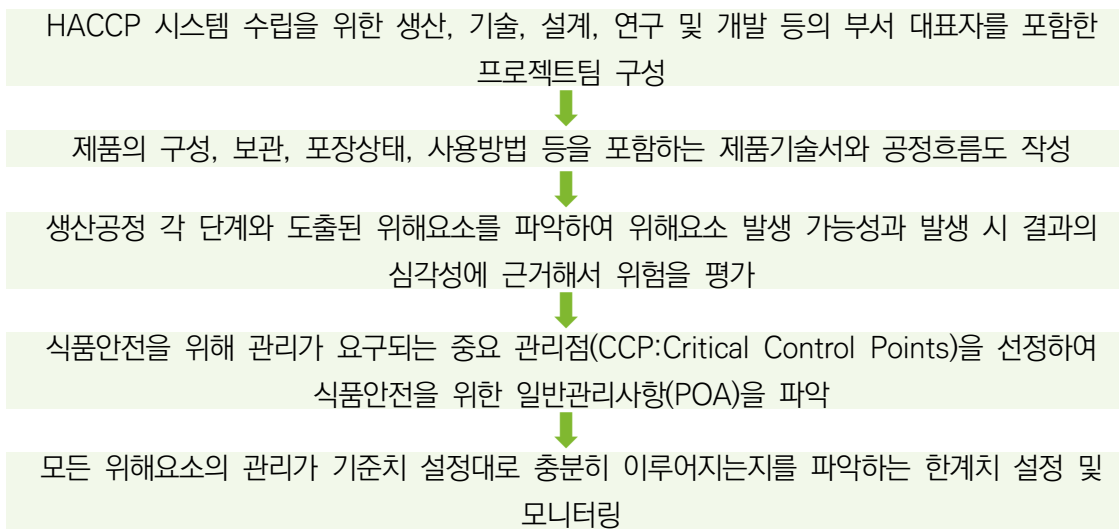 HACCP 시스템 수립을 위한 생산, 기술, 설계, 연구 및 개발 등의 부서 대표자를 포함한
프로젝트팀 구성
제품의 구성, 보관, 포장상태, 사용방법 등을 포함하는 제품기술서와 공정흐름도 작성
생산공정 각 단계와 도출된 위해요소를 파악하여 위해요소 발생 가능성과 발생 시 결과의
심각성에 근거해서 위험을 평가
식품안전을 위해 관리가 요구되는 중요 관리점(CCP:Critical Control Points)을 선정하여
식품안전을 위한 일반관리사항(POA)을 파악
모든 위해요소의 관리가 기준치 설정대로 충분히 이루어지는지를 파악하는 한계치 설정 및
모니터링